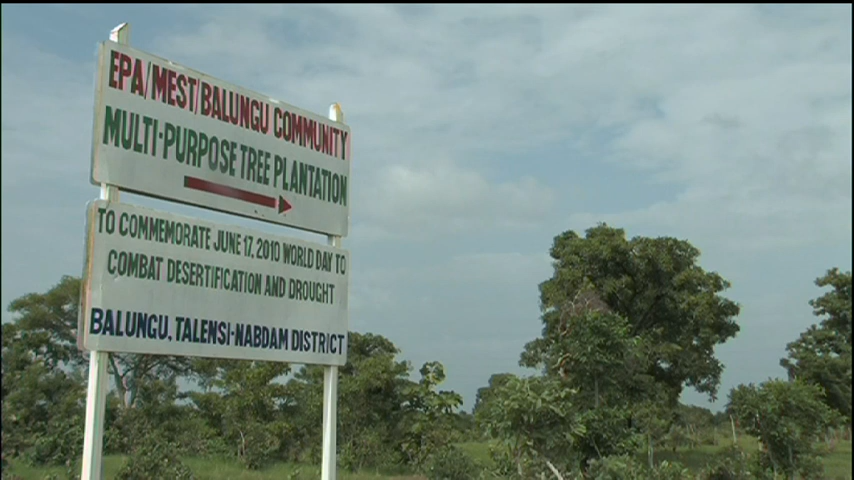 EPA/MEST/BALUNGU COMMUNITY
MULTI-PURPOSE TREE PLANTATION
TO COMMEMORATE JUNE 17, 2010 WORLD DAY TO
COMBAT DESERTIFICATION AND DROUGHT
BALUNGU, TALENSI-NABDAM DISTRICT